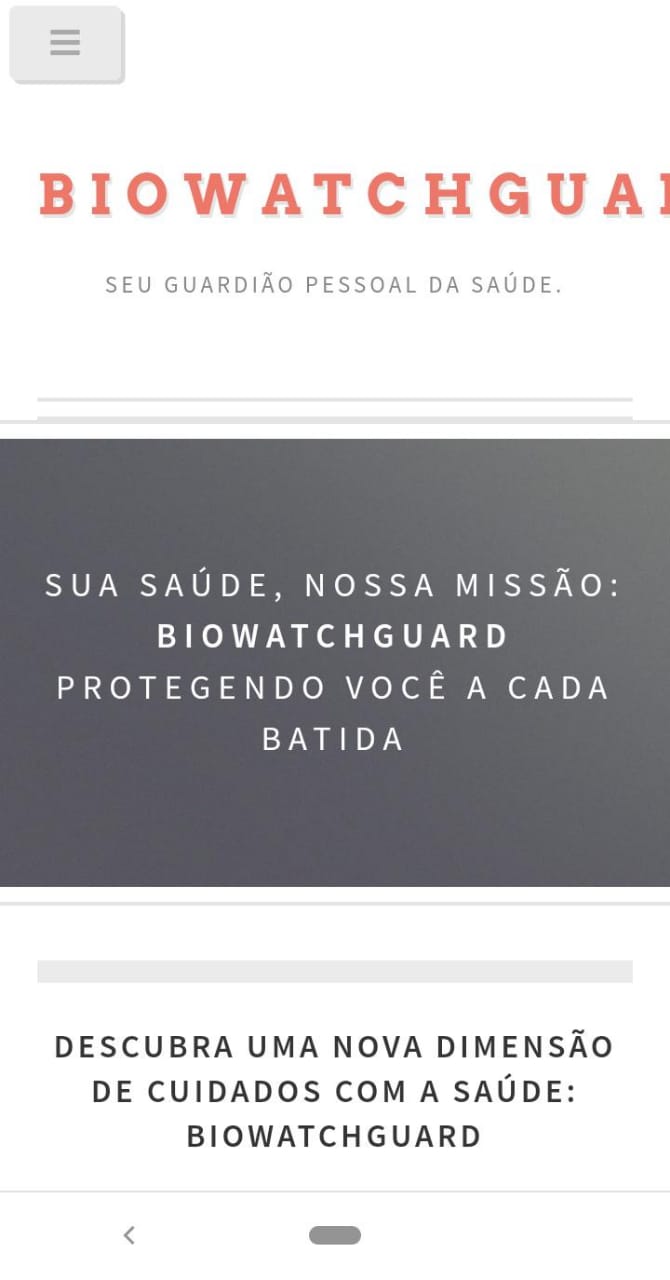 BIOWATCHGUA
SEU GUARDIÃO PESSOAL DA SAÚDE.
SUA SAÚDE, NOSSA MISSÃO:
BIOWATCHGUARD
PROTEGENDO VOCÊ A CADA
BATIDA
DESCUBRA UMA NOVA DIMENSÃO
DE CUIDADOS COM A SAÚDE:
BIOWATCHGUARD